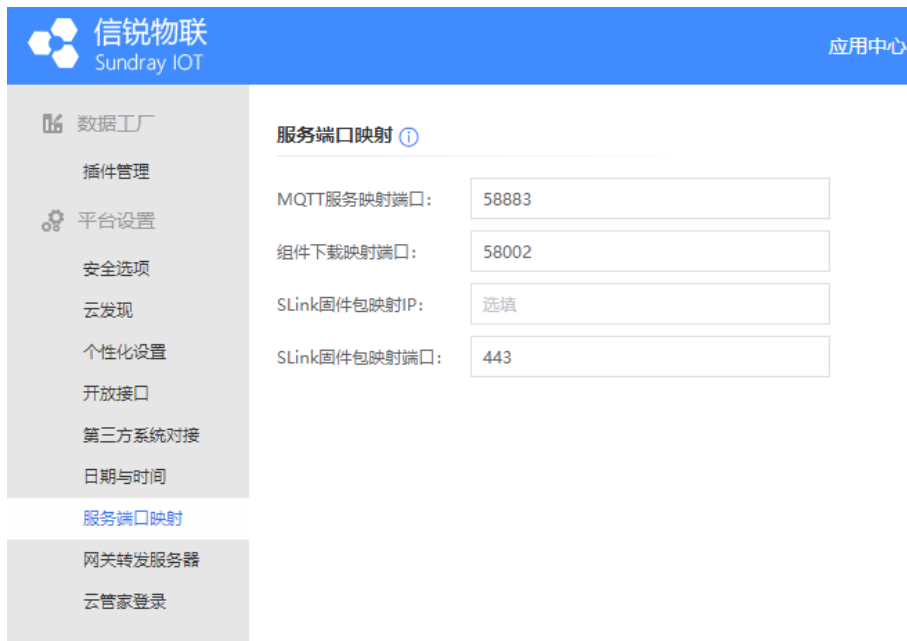 信锐物联
Sundray IOT
应用中心
数据工厂
插件管理
平台设置
安全选项
云发现
个性化设置
开放接口
第三方系统对接
日期与时间
服务端口映射
网关转发服务器
云管家登录
服务端口映射
MQTT服务映射端口： 58883
组件下载映射端口： 58002
SLink固件包映射IP： 选填
SLink固件包映射端口： 443